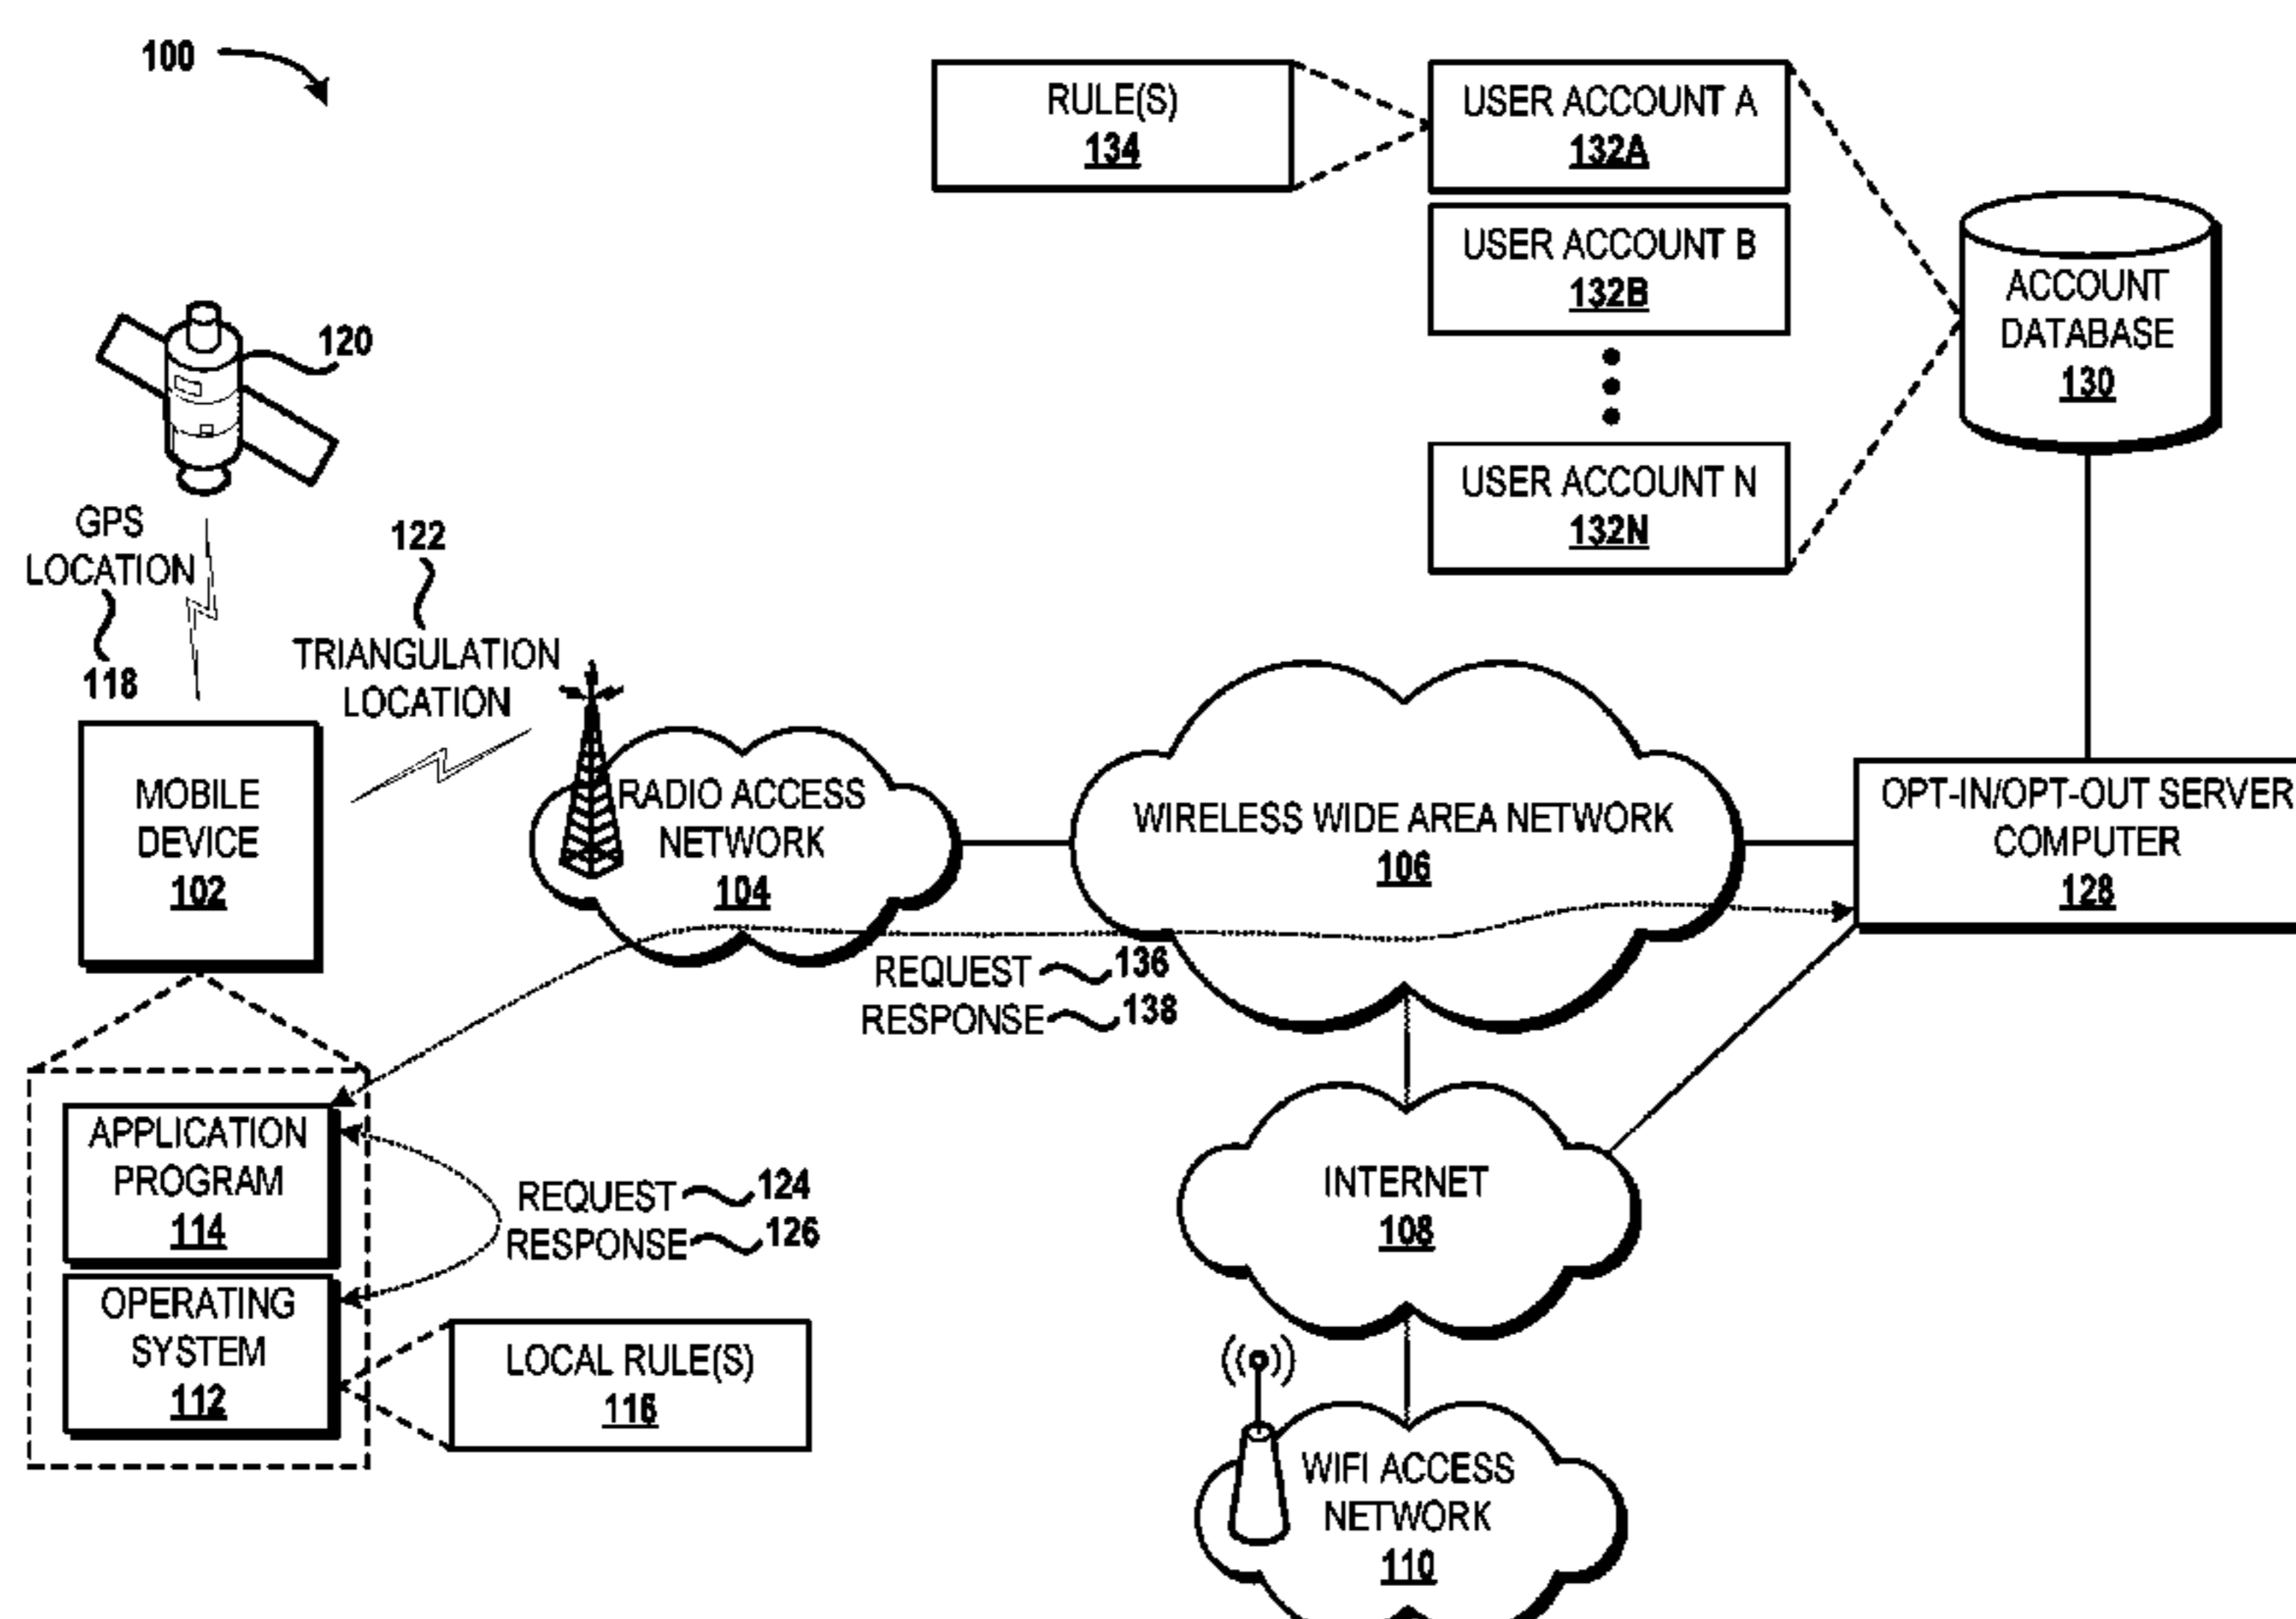 100
RULE(S)
134
USER ACCOUNT A
132A
USER ACCOUNT B
132B
USER ACCOUNT N
132N
ACCOUNT
DATABASE
130
120
GPS
LOCATION
118
122
TRIANGULATION
LOCATION
MOBILE
DEVICE
102
RADIO ACCESS
NETWORK
104
WIRELESS WIDE AREA NETWORK
106
OPT-IN/OPT-OUT SERVER
COMPUTER
128
REQUEST 136
RESPONSE 138
APPLICATION
PROGRAM
114
REQUEST 124
RESPONSE 126
OPERATING
SYSTEM
112
LOCAL RULE(S)
116
INTERNET
108
WIFI ACCESS
NETWORK
110